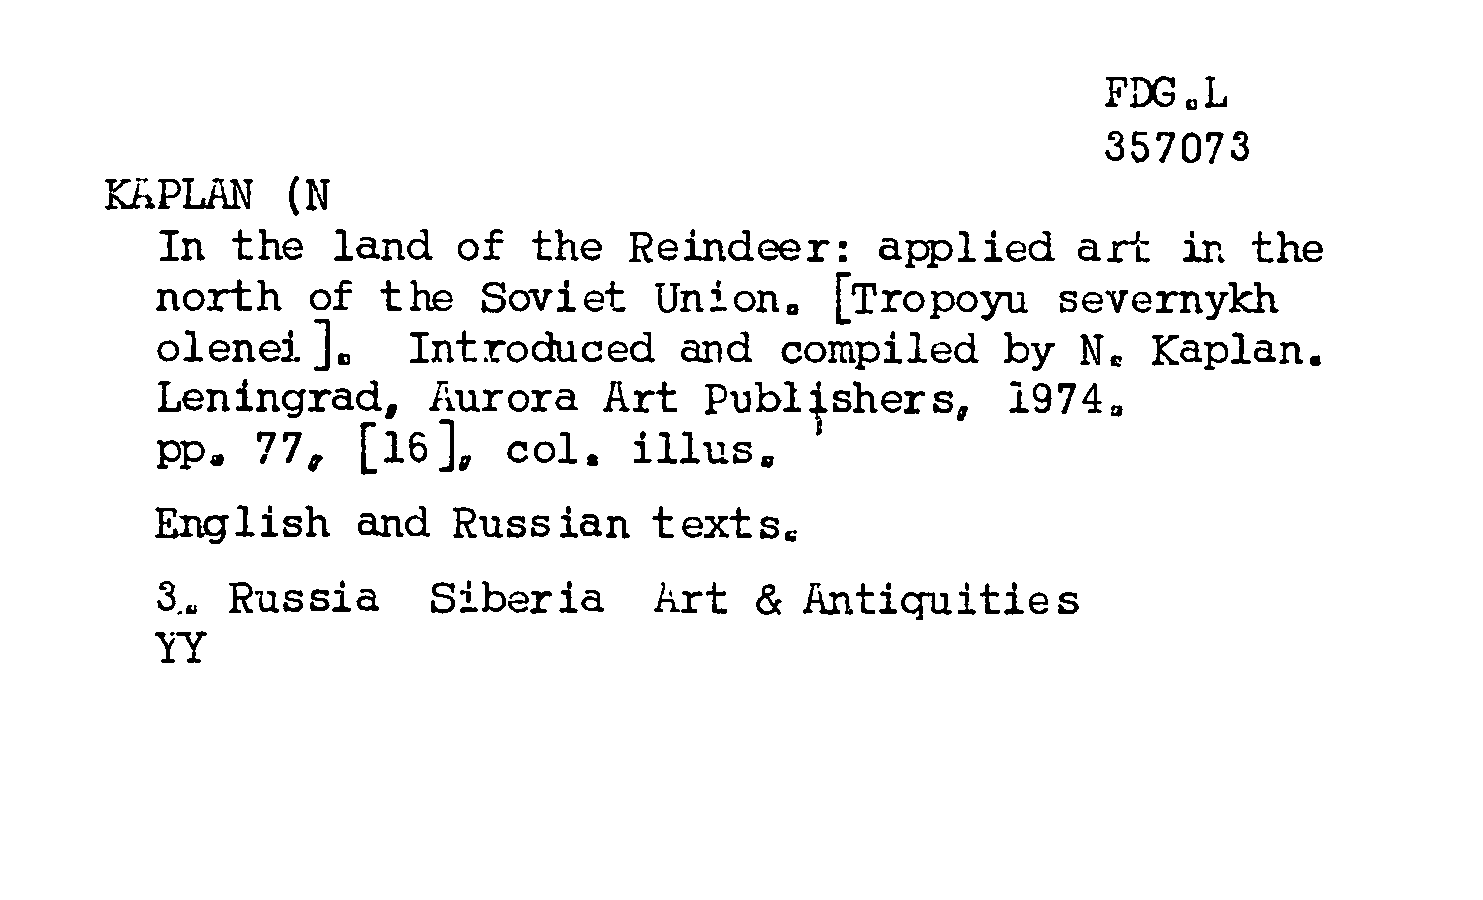 FDG.L
357073
KAPLAN (N
In the land of the Reindeer: applied art in the
north of the Soviet Union. [Tropoyu severnykh
olenei]. Introduced and compiled by N. Kaplan.
Leningrad, Aurora Art Publishers, 1974.
pp. 77, [16], col. illus.
English and Russian texts.
3. Russia Siberia Art & Antiquities
YY